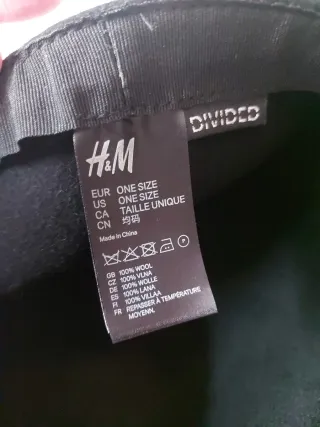 DIVIDED
H&M
EUR ONE SIZE
US ONE SIZE
CA TAILLE UNIQUE
CN 均码
Made in China
GB 100% WOOL
CZ 100% VLNA
DE 100% WOLLE
ES 100% LANA
FI 100% VILLAA
FR REPASSER À TEMPÉRATURE
MOYENN.